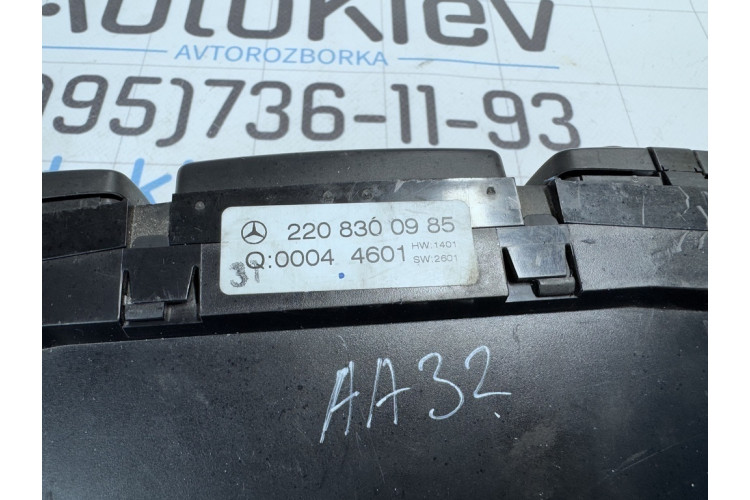 AutoKiev
AVTOROZBORKA
095)736-11-93
220 830 09 85
Q:0004 4601
HW:1401
SW:2601
31
AA32